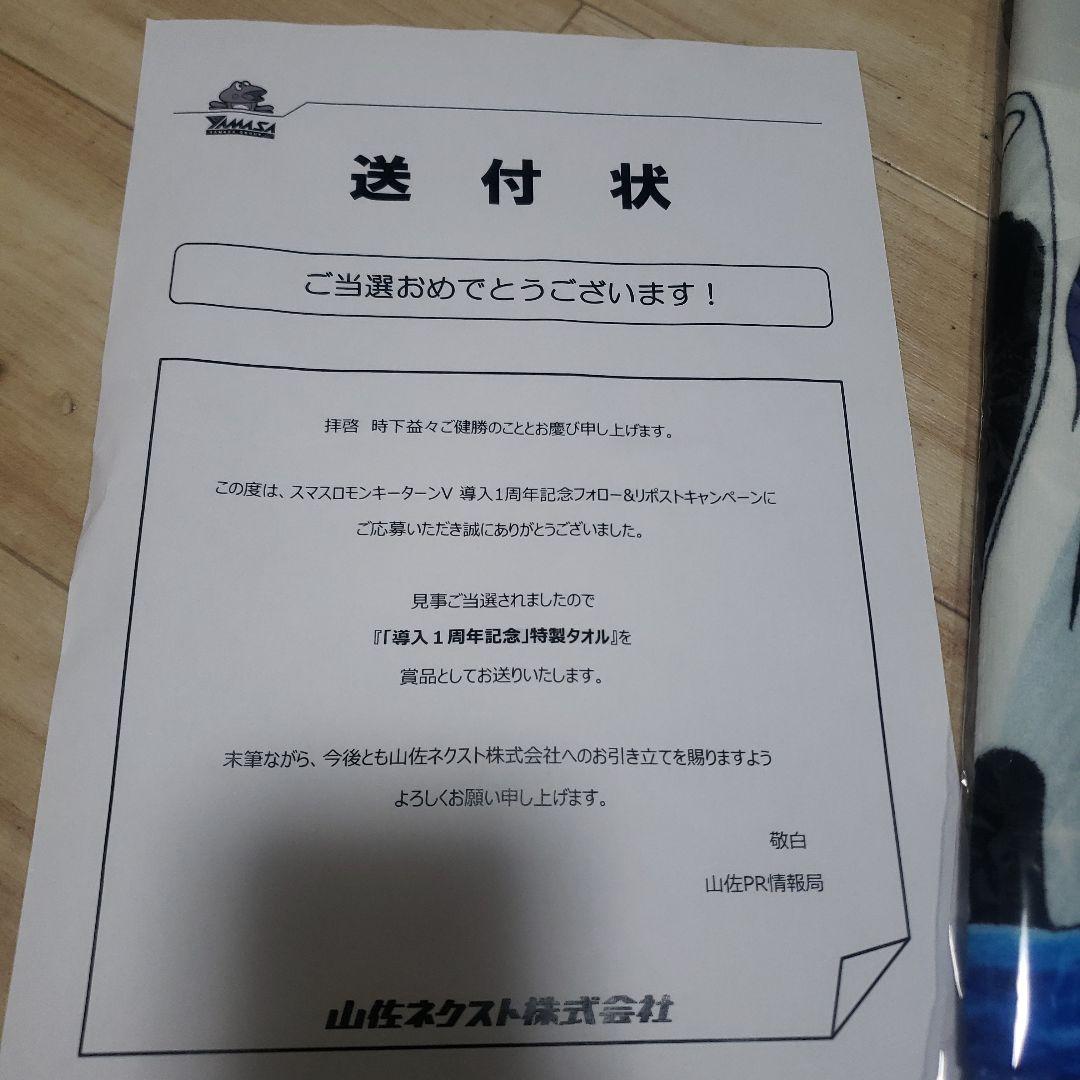 YAMASA
送付状
ご当選おめでとうございます！
拝啓 時下益々ご健勝のこととお慶び申し上げます。
この度は、スマスロモンキーターンV 導入1周年記念フォロー&リポストキャンペーンに
ご応募いただき誠にありがとうございました。
見事ご当選されましたので
『「導入１周年記念」特製タオル』を
賞品としてお送りいたします。
末筆ながら、今後とも山佐ネクスト株式会社へのお引き立てを賜りますよう
よろしくお願い申し上げます。
敬白
山佐PR情報局
山佐ネクスト株式会社